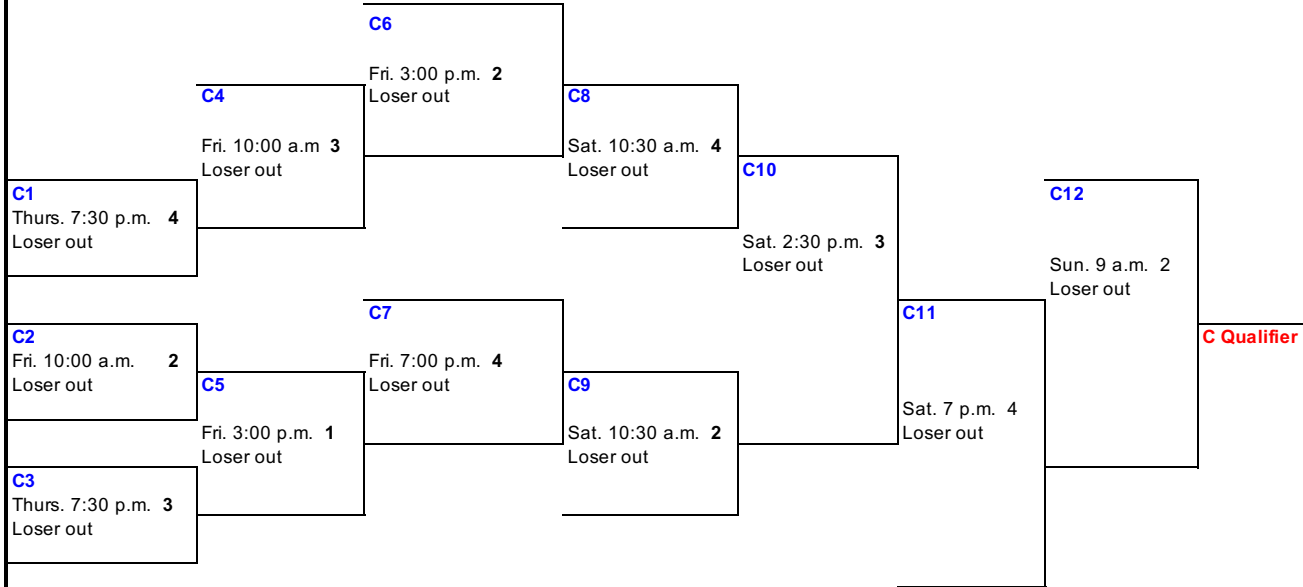 C6
Fri. 3:00 p.m. 2
Loser out
C4
Fri. 10:00 a.m 3
Loser out
C8
Sat. 10:30 a.m. 4
Loser out
C10
Sat. 2:30 p.m. 3
Loser out
C1
Thurs. 7:30 p.m. 4
Loser out
C12
Sun. 9 a.m. 2
Loser out
C7
Fri. 7:00 p.m. 4
Loser out
C11
Sat. 7 p.m. 4
Loser out
C2
Fri. 10:00 a.m. 2
Loser out
C Qualifier
C5
Fri. 3:00 p.m. 1
Loser out
C9
Sat. 10:30 a.m. 2
Loser out
C3
Thurs. 7:30 p.m. 3
Loser out